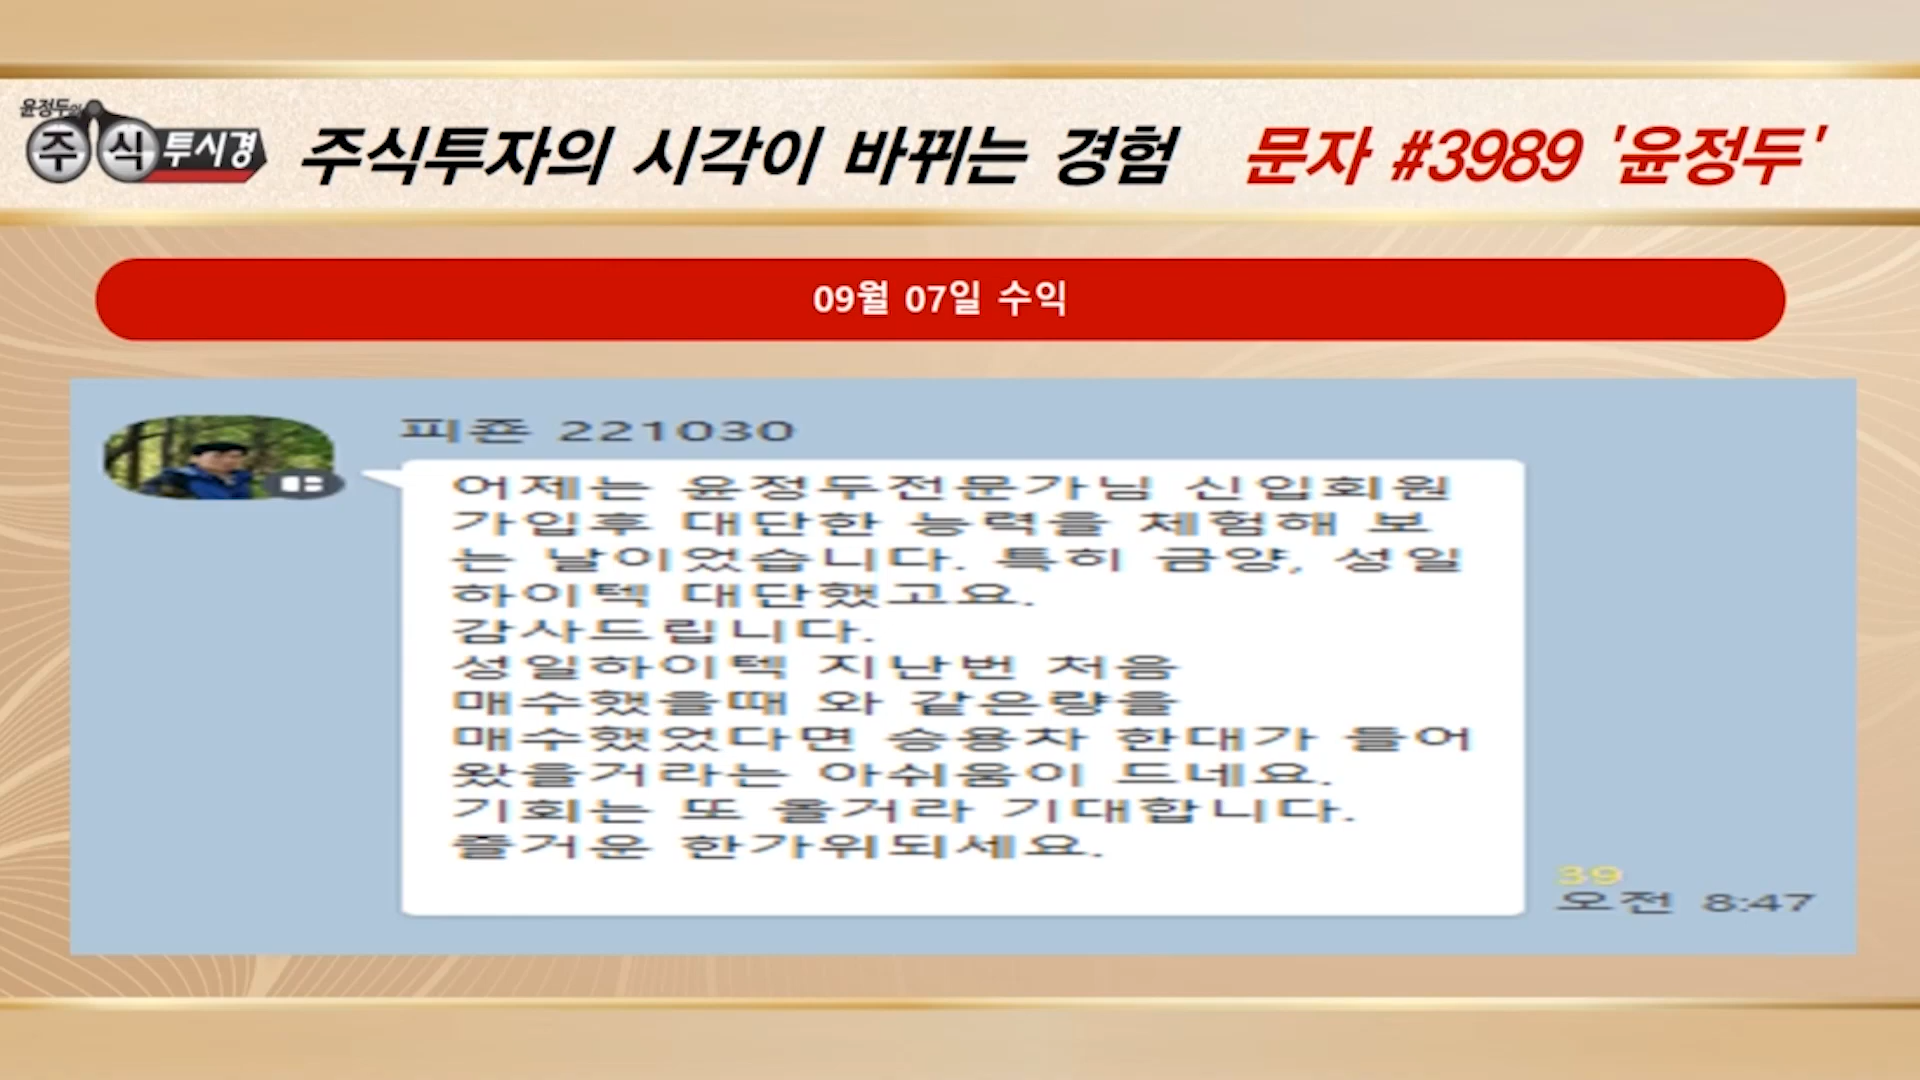 윤정두의
주식투시경
주식투자의 시각이 바뀌는 경험 문자 #3989 '윤정두'
09월 07일 수익
피죤 221030
어제는 윤정두전문가님 신입회원
가입후 대단한 능력을 체험해 보
는 날이었습니다. 특히 금양, 성일
하이텍 대단했고요.
감사드립니다.
성일하이텍 지난번 처음
매수했을때 와 같은량을
매수했었다면 승용차 한대가 들어
왔을거라는 아쉬움이 드네요.
기회는 또 올거라 기대합니다.
즐거운 한가위되세요.
39
오전 8:47